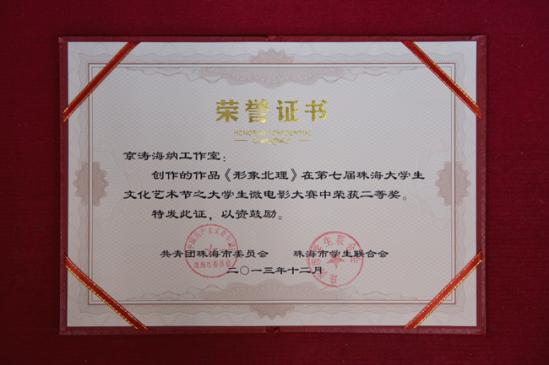 荣誉证书
京涛海纳工作室：
创作的作品《形象北理》在第七届珠海大学生
文化艺术节之大学生微电影大赛中荣获二等奖。
特发此证，以资鼓励。
共青团珠海市委员会 珠海市学生联合会
二〇一三年十二月